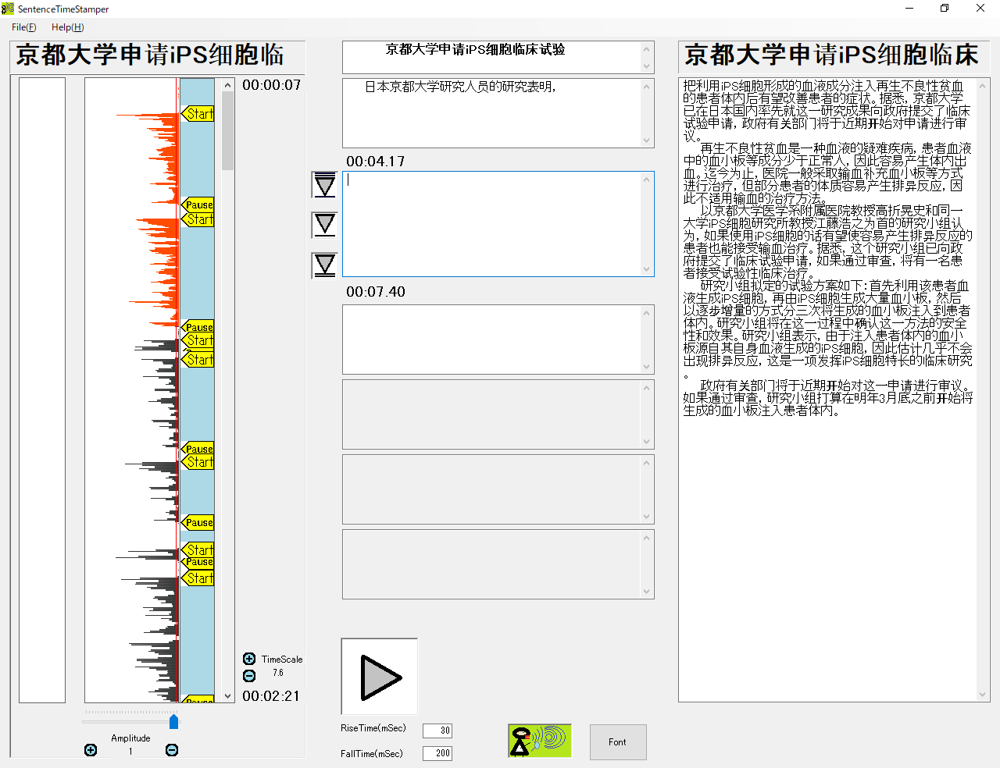 SentenceTimeStamper
File(F) Help(H)
京都大学申请iPS细胞临
00:00:07
Start
Pause
Start
Pause
Start
Start
Pause
Start
Pause
Start
Pause
Start
Pause
TimeScale
7.6
00:02:21
Amplitude
1
京都大学申请iPS细胞临床试验
日本京都大学研究人员的研究表明，
00:04.17
00:07.40
RiseTime(mSec) 30
FallTime(mSec) 200
Font
京都大学申请iPS细胞临床
把利用iPS细胞形成的血液成分注入再生不良性贫血
的患者体内后有望改善患者的症状。据悉，京都大学
已在日本国内率先就这一研究成果向政府提交了临床
试验申请，政府有关部门将于近期开始对申请进行审
议。
再生不良性贫血是一种血液的疑难疾病，患者血液
中的血小板等成分少于正常人，因此容易产生体内出
血。迄今为止，医院一般采取输血补充血小板等方式
进行治疗，但部分患者的体质容易产生排异反应，因
此不适用输血的治疗方法。
以京都大学医学系附属医院教授高折晃史和同一
大学iPS细胞研究所教授江藤浩之为首的研究小组认
为，如果使用iPS细胞的话有望使容易产生排异反应的
患者也能接受输血治疗。据悉，这个研究小组已向政
府提交了临床试验申请，如果通过审查，将有一名患
者接受试验性临床治疗。
研究小组拟定的试验方案如下：首先利用该患者血
液生成iPS细胞，再由iPS细胞生成大量血小板，然后
以逐步增量的方式分三次将生成的血小板注入到患者
体内。研究小组将在这一过程中确认这一方法的安全
性和效果。研究小组表示，由于注入患者体内的血小
板源自其自身血液生成的iPS细胞，因此估计几乎不会
出现排异反应，这是一项发挥iPS细胞特长的临床研究
。
政府有关部门将于近期开始对这一申请进行审议。
如果通过审查，研究小组打算在明年3月底之前开始将
生成的血小板注入患者体内。